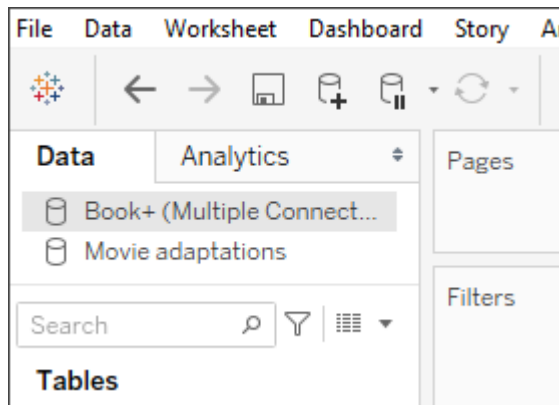 File Data Worksheet Dashboard Story
Data Analytics Pages
Book+ (Multiple Connect...
Movie adaptations
Filters
Search
Tables